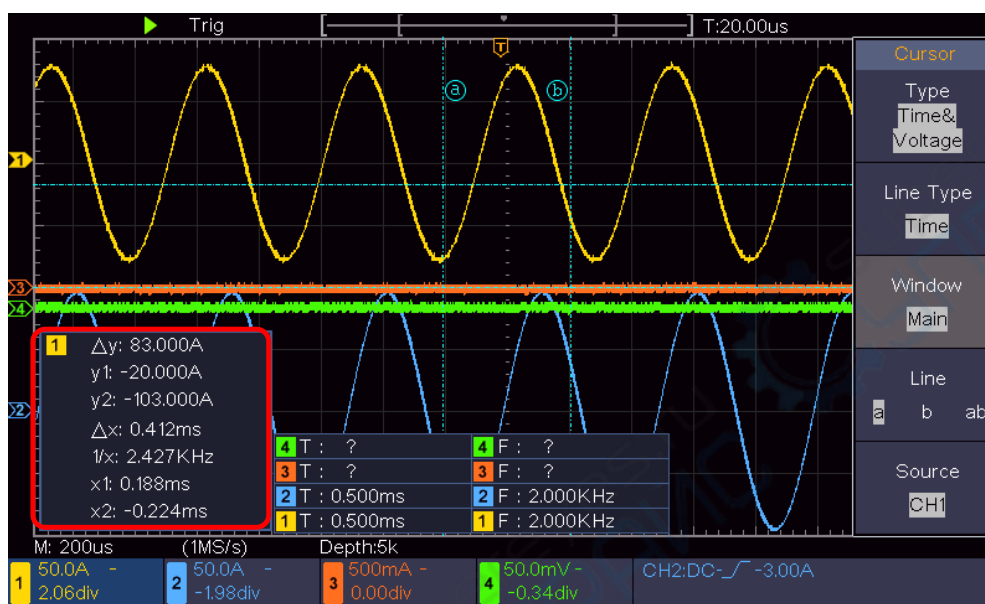 Trig
T:20.00us
T
Cursor
Type
Time&
Voltage
Line Type
Time
Window
Main
Line
a b ab
Source
CH1
a
b
1
3
4
2
1 △y: 83.000A
y1: -20.000A
y2: -103.000A
△x: 0.412ms
1/x: 2.427KHz
x1: 0.188ms
x2: -0.224ms
4 T : ? 4 F : ?
3 T : ? 3 F : ?
2 T : 0.500ms 2 F : 2.000KHz
1 T : 0.500ms 1 F : 2.000KHz
M: 200us (1MS/s) Depth:5k
1 50.0A - 2.06div
2 50.0A - -1.98div
3 500mA - 0.00div
4 50.0mV - -0.34div
CH2:DC- -3.00A